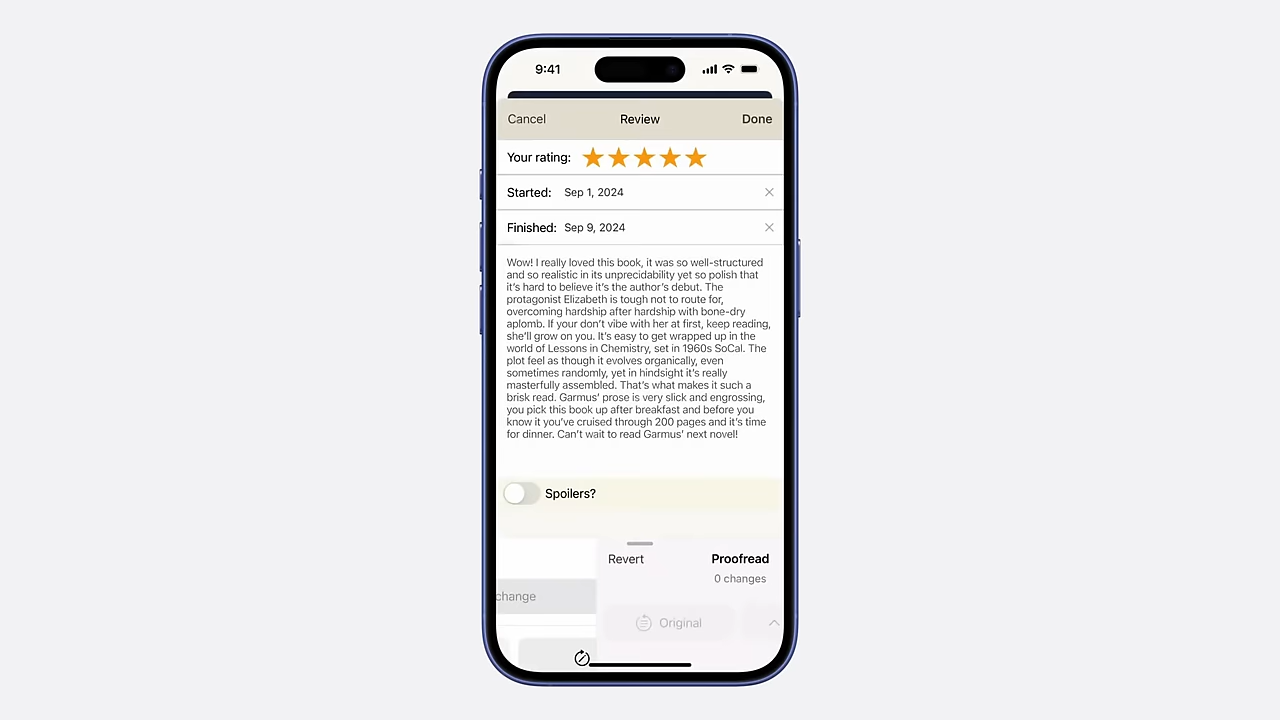 9:41
Cancel Review Done
Your rating:
Started: Sep 1, 2024
Finished: Sep 9, 2024
Wow! I really loved this book, it was so well-structured
and so realistic in its unprecidability yet so polish that
it's hard to believe it's the author's debut. The
protagonist Elizabeth is tough not to route for,
overcoming hardship after hardship with bone-dry
aplomb. If your don't vibe with her at first, keep reading,
she'll grow on you. It's easy to get wrapped up in the
world of Lessons in Chemistry, set in 1960s SoCal. The
plot feel as though it evolves organically, even
sometimes randomly, yet in hindsight it's really
masterfully assembled. That's what makes it such a
brisk read. Garmus' prose is very slick and engrossing,
you pick this book up after breakfast and before you
know it you've cruised through 200 pages and it's time
for dinner. Can't wait to read Garmus' next novel!
Spoilers?
Revert Proofread
0 changes
change
Original